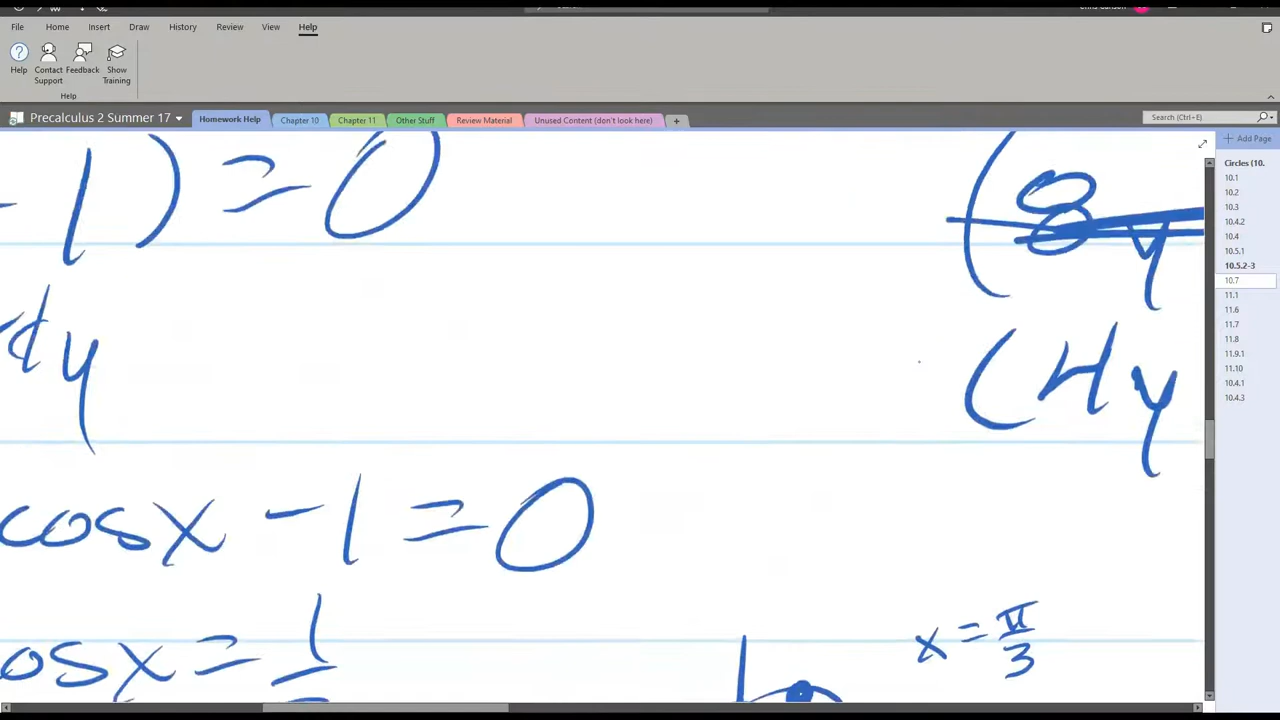 File Home Insert Draw History Review View Help
Help Contact Support Feedback Show Training
Help
Precalculus 2 Summer 17 Homework Help Chapter 10 Chapter 11 Other Stuff Review Material Unused Content (don't look here) Search (Ctrl+E)
Add Page
Circles (10.
10.1
10.2
10.3
10.4.2
10.4
10.5.1
10.5.2-3
10.7
11.1
11.6
11.7
11.8
11.9.1
11.10
10.4.1
10.4.3
- 1) = 0
(8y
dy
(4y
cosx - 1 = 0
x = π/3
osx = 1